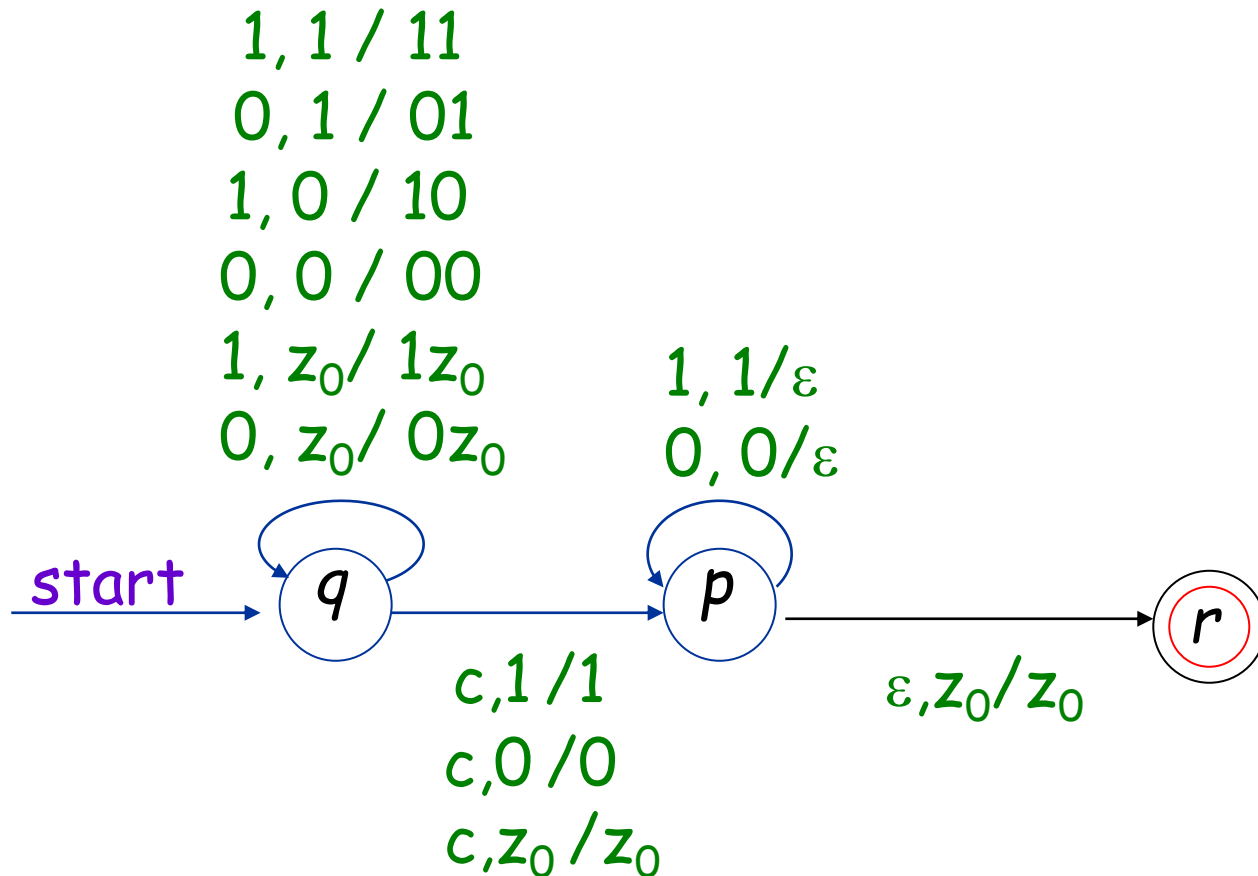 1, 1 / 11
0, 1 / 01
1, 0 / 10
0, 0 / 00
1, z₀/ 1z₀
0, z₀/ 0z₀
1, 1/ε
0, 0/ε
start
q
p
r
c,1 /1
c,0 /0
c,z₀ /z₀
ε,z₀/z₀